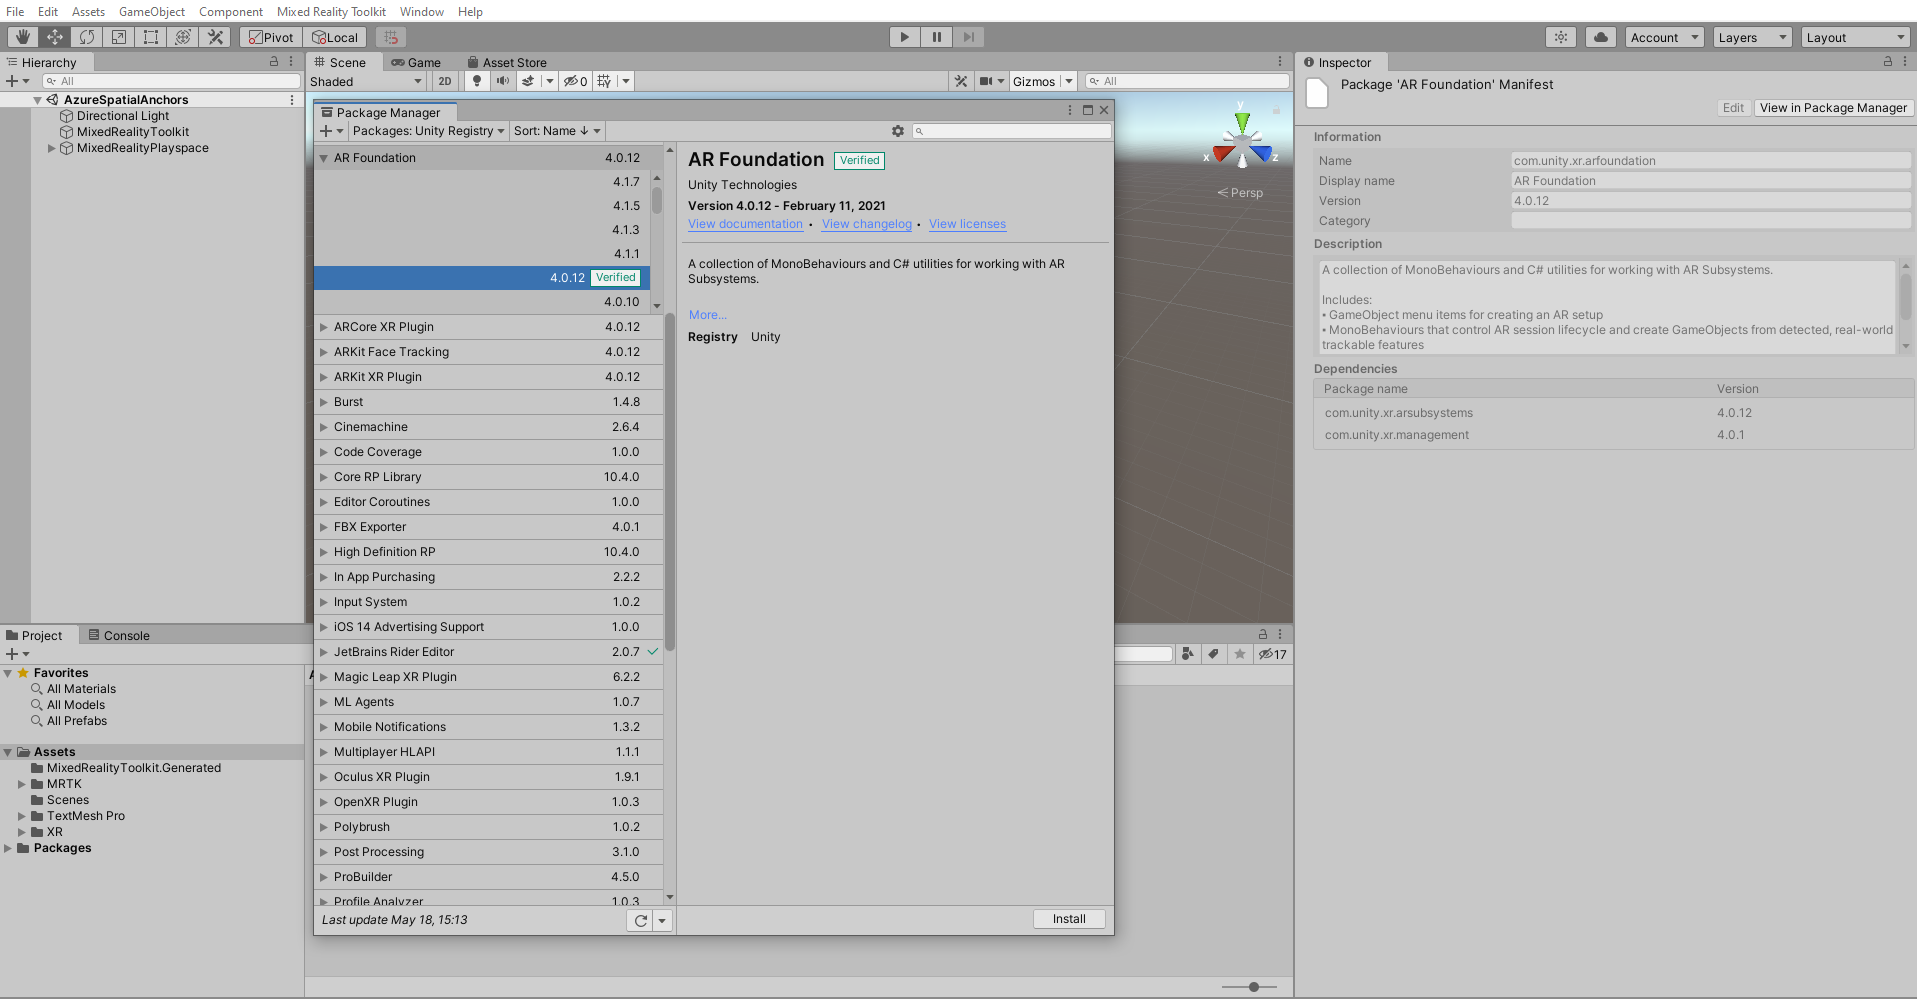 File Edit Assets GameObject Component Mixed Reality Toolkit Window Help
Pivot Local Account Layers Layout
Hierarchy
All
AzureSpatialAnchors
Directional Light
MixedRealityToolkit
MixedRealityPlayspace
Scene Game Asset Store
Shaded 2D 0 Gizmos All
y
x z
Persp
Package Manager
Packages: Unity Registry Sort: Name ↓
AR Foundation 4.0.12
4.1.7
4.1.5
4.1.3
4.1.1
4.0.12 Verified
4.0.10
ARCore XR Plugin 4.0.12
ARKit Face Tracking 4.0.12
ARKit XR Plugin 4.0.12
Burst 1.4.8
Cinemachine 2.6.4
Code Coverage 1.0.0
Core RP Library 10.4.0
Editor Coroutines 1.0.0
FBX Exporter 4.0.1
High Definition RP 10.4.0
In App Purchasing 2.2.2
Input System 1.0.2
iOS 14 Advertising Support 1.0.0
JetBrains Rider Editor 2.0.7
Magic Leap XR Plugin 6.2.2
ML Agents 1.0.7
Mobile Notifications 1.3.2
Multiplayer HLAPI 1.1.1
Oculus XR Plugin 1.9.1
OpenXR Plugin 1.0.3
Polybrush 1.0.2
Post Processing 3.1.0
ProBuilder 4.5.0
Profile Analyzer 1.0.3
Last update May 18, 15:13
AR Foundation Verified
Unity Technologies
Version 4.0.12 - February 11, 2021
View documentation • View changelog • View licenses
A collection of MonoBehaviours and C# utilities for working with AR
Subsystems.
More...
Registry Unity
Install
Project Console
17
Favorites
All Materials
All Models
All Prefabs
Assets
MixedRealityToolkit.Generated
MRTK
Scenes
TextMesh Pro
XR
Packages
Inspector
Package 'AR Foundation' Manifest
Edit View in Package Manager
Information
Name com.unity.xr.arfoundation
Display name AR Foundation
Version 4.0.12
Category
Description
A collection of MonoBehaviours and C# utilities for working with AR Subsystems.
Includes:
• GameObject menu items for creating an AR setup
• MonoBehaviours that control AR session lifecycle and create GameObjects from detected, real-world
trackable features
Dependencies
Package name Version
com.unity.xr.arsubsystems 4.0.12
com.unity.xr.management 4.0.1